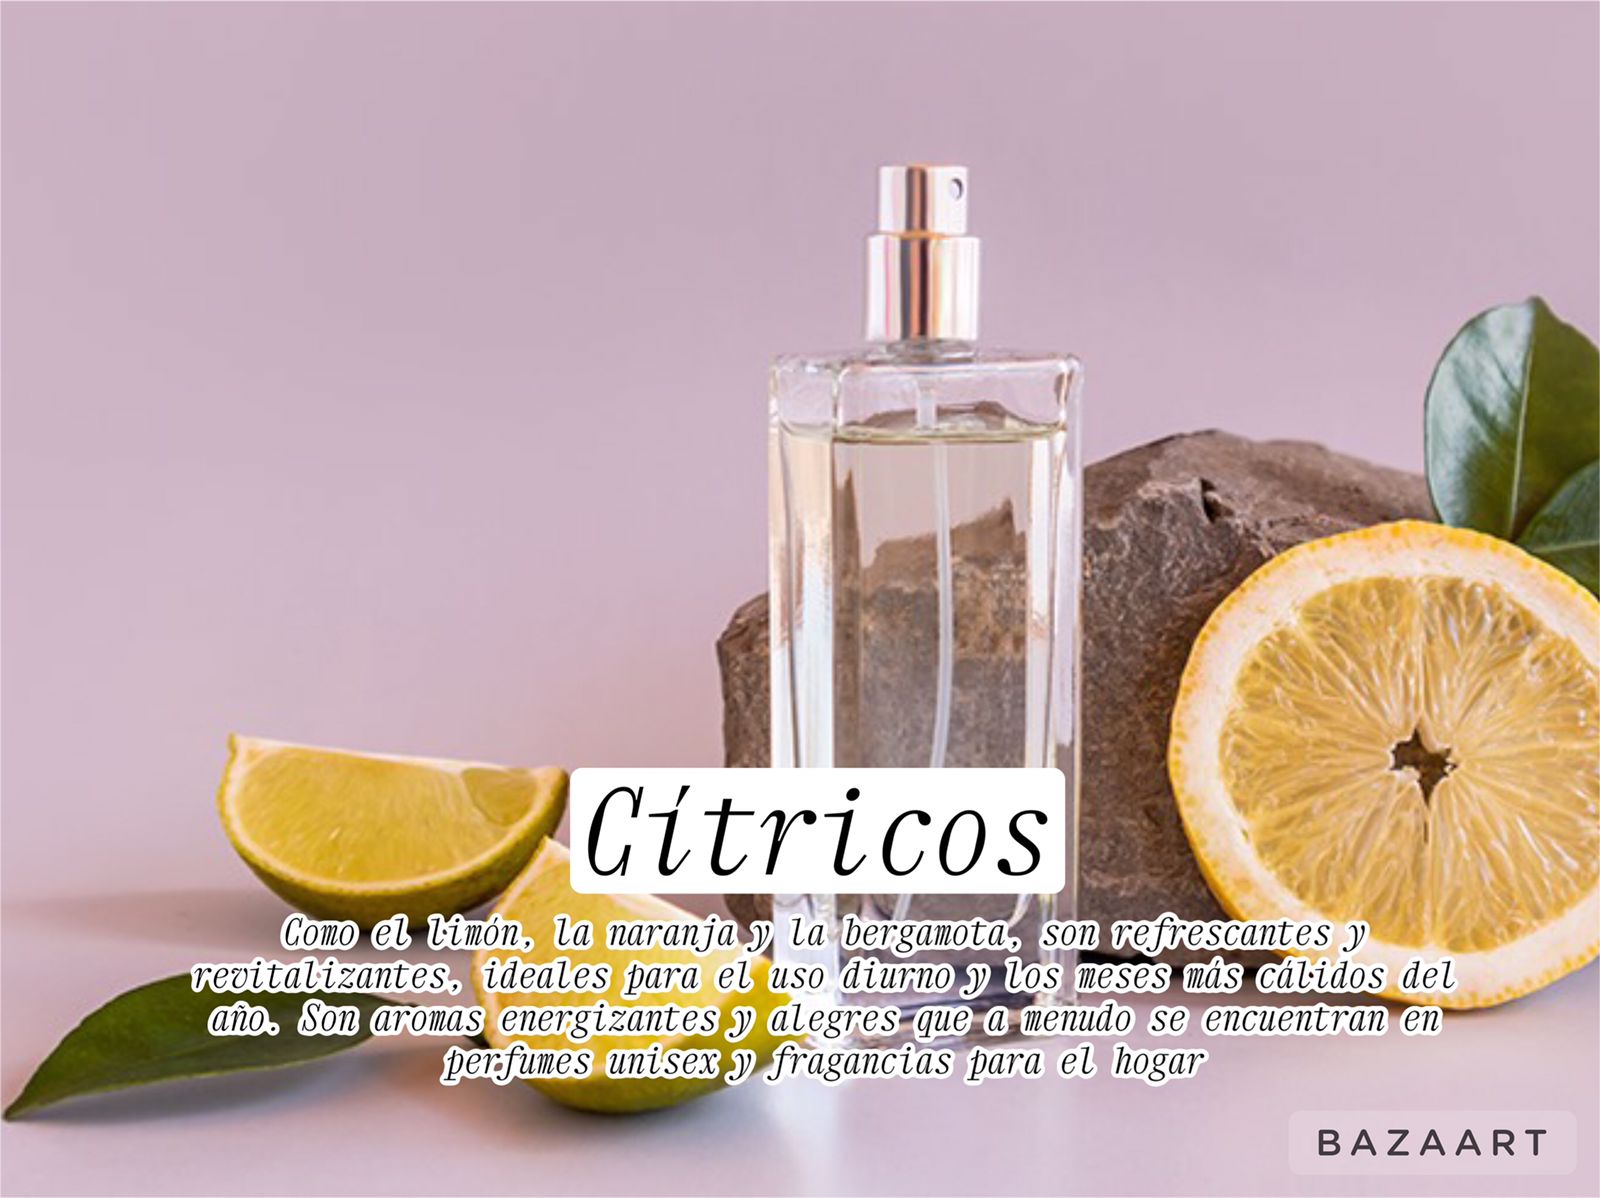 Cítricos
Como el limón, la naranja y la bergamota, son refrescantes y
revitalizantes, ideales para el uso diurno y los meses más cálidos del
año. Son aromas energizantes y alegres que a menudo se encuentran en
perfumes unisex y fragancias para el hogar
BAZAART